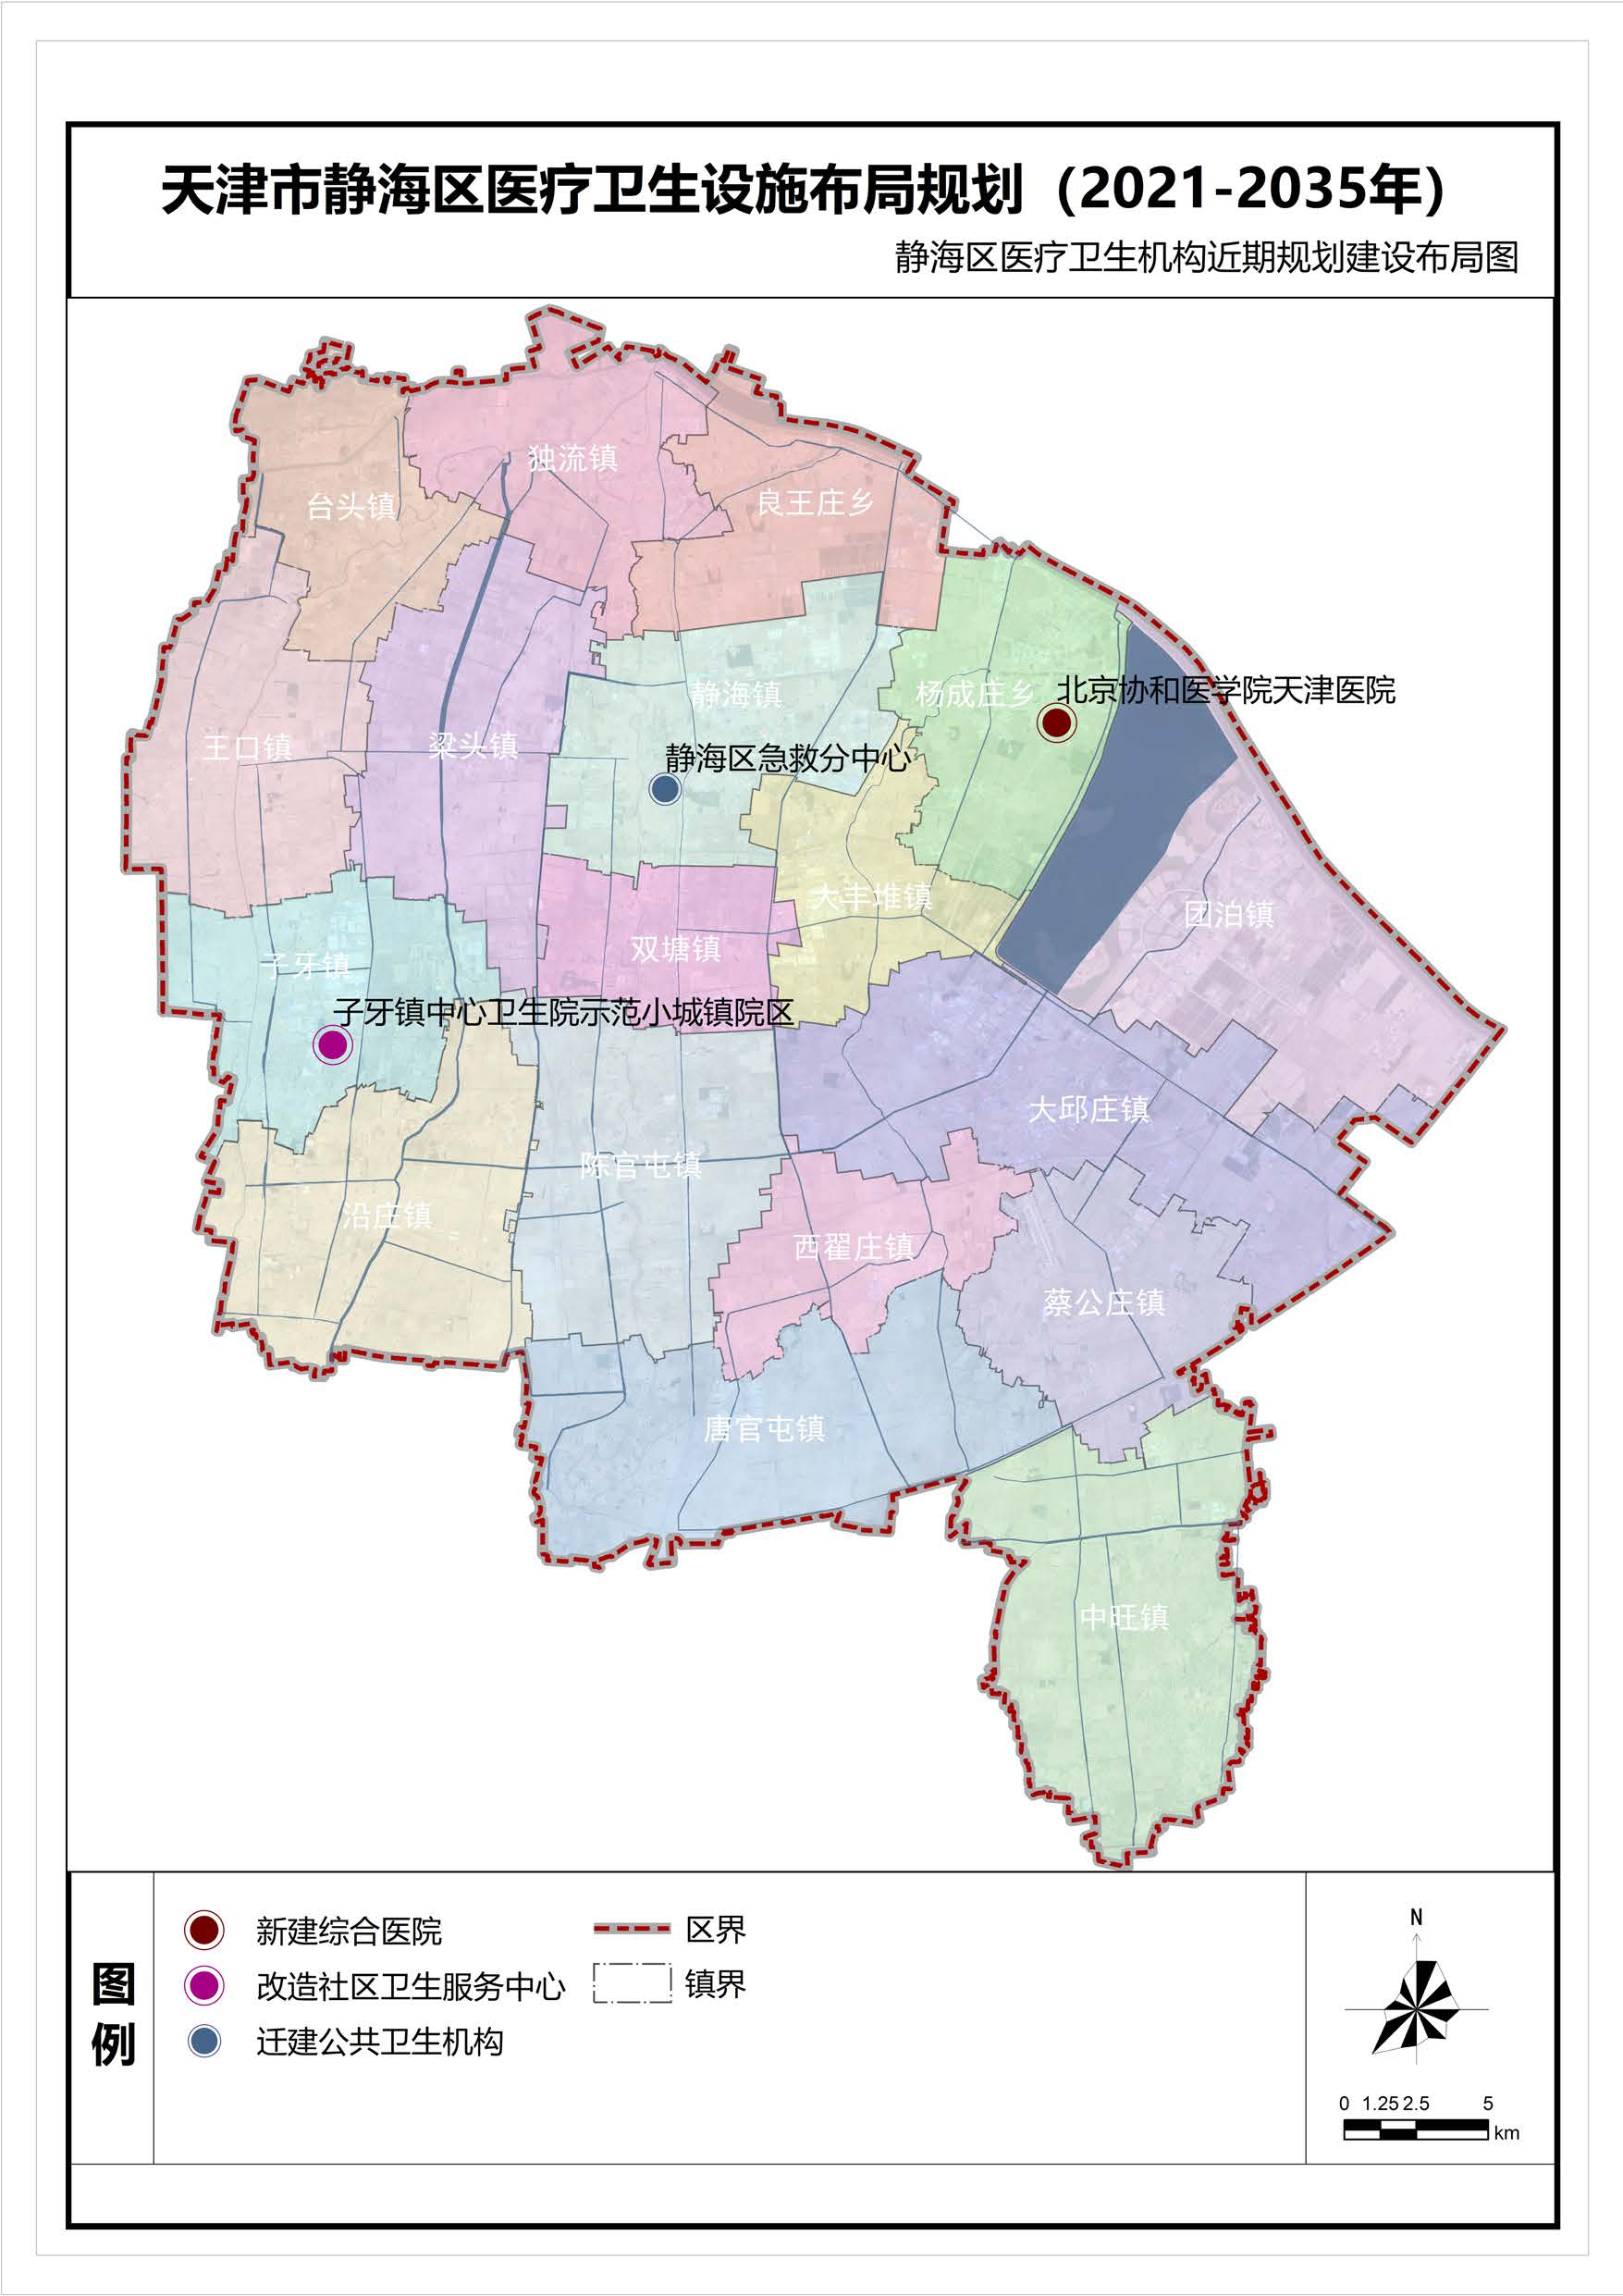 天津市静海区医疗卫生设施布局规划（2021-2035年）
静海区医疗卫生机构近期规划建设布局图
独流镇
台头镇
良王庄乡
静海镇
杨成庄乡
北京协和医学院天津医院
王口镇
梁头镇
静海区急救分中心
大丰堆镇
团泊镇
双塘镇
子牙镇
子牙镇中心卫生院示范小城镇院区
大邱庄镇
陈官屯镇
沿庄镇
西翟庄镇
蔡公庄镇
唐官屯镇
中旺镇
图例
新建综合医院
区界
改造社区卫生服务中心
镇界
迁建公共卫生机构
N
0 1.25 2.5 5
km